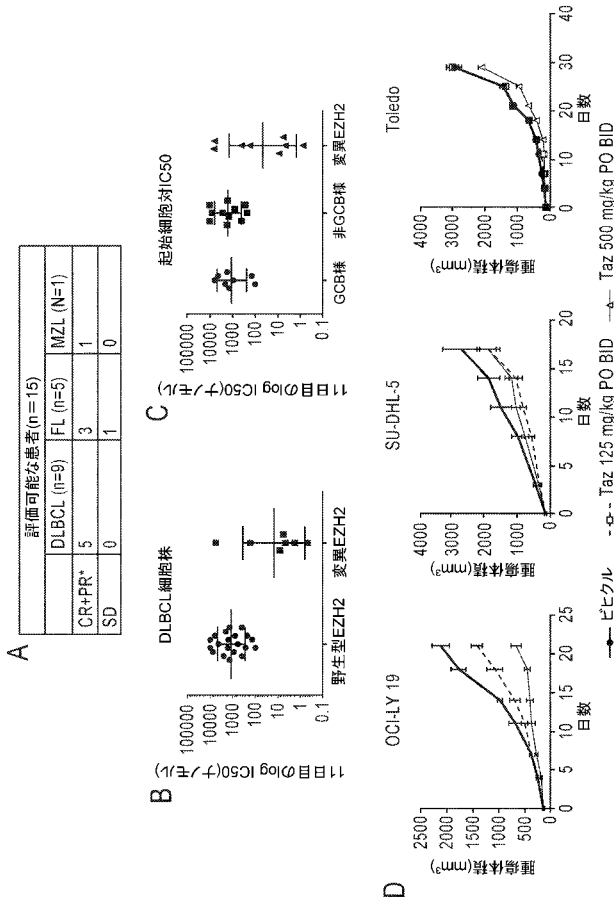 A
評価可能な患者(n=15)
DLBCL (n=9) FL (n=5) MZL (N=1)
CR+PR* 5 3 1
SD 0 1 0
B
DLBCL細胞株
11日目のlog IC50(ナノモル)
100000
10000
1000
100
10
1
0.1
野生型EZH2 変異EZH2
C
起始細胞対IC50
11日目のlog IC50(ナノモル)
100000
10000
1000
100
10
1
0.1
GCB様 非GCB様 変異EZH2
D
OCI-LY 19
腫瘍体積(mm³)
2500
2000
1500
1000
500
0
0 5 10 15 20 25
日数
SU-DHL-5
腫瘍体積(mm³)
4000
3000
2000
1000
0
0 5 10 15 20
日数
Toledo
腫瘍体積(mm³)
4000
3000
2000
1000
0
0 10 20 30 40
日数
ビヒクル Taz 125 mg/kg PO BID Taz 500 mg/kg PO BID